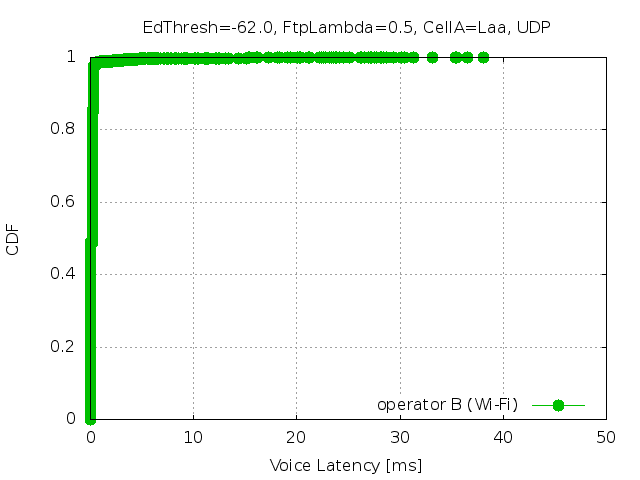 EdThresh=-62.0, FtpLambda=0.5, CellA=Laa, UDP
1
0.8
0.6
0.4
0.2
0
CDF
operator B (Wi-Fi)
0 10 20 30 40 50
Voice Latency [ms]